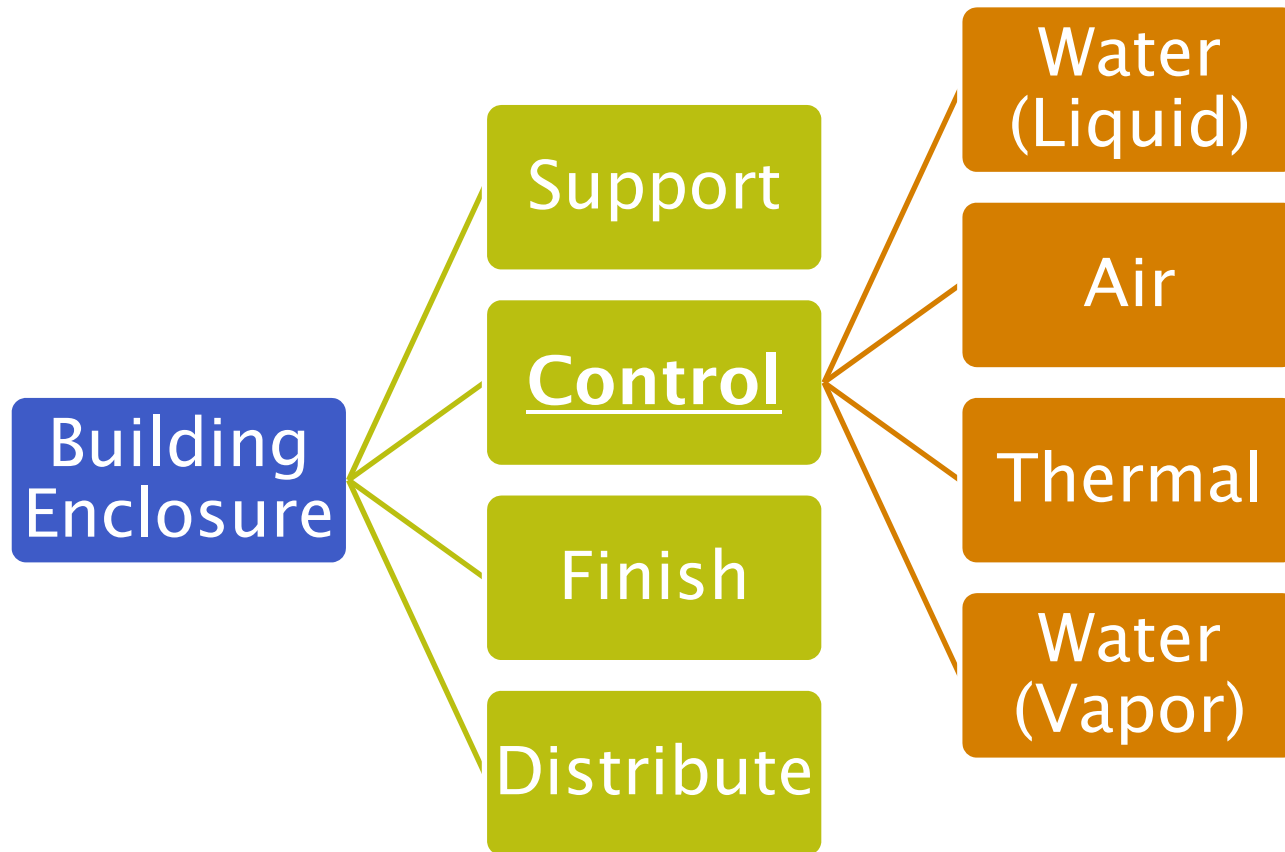 Building
Enclosure
Support
Control
Finish
Distribute
Water
(Liquid)
Air
Thermal
Water
(Vapor)